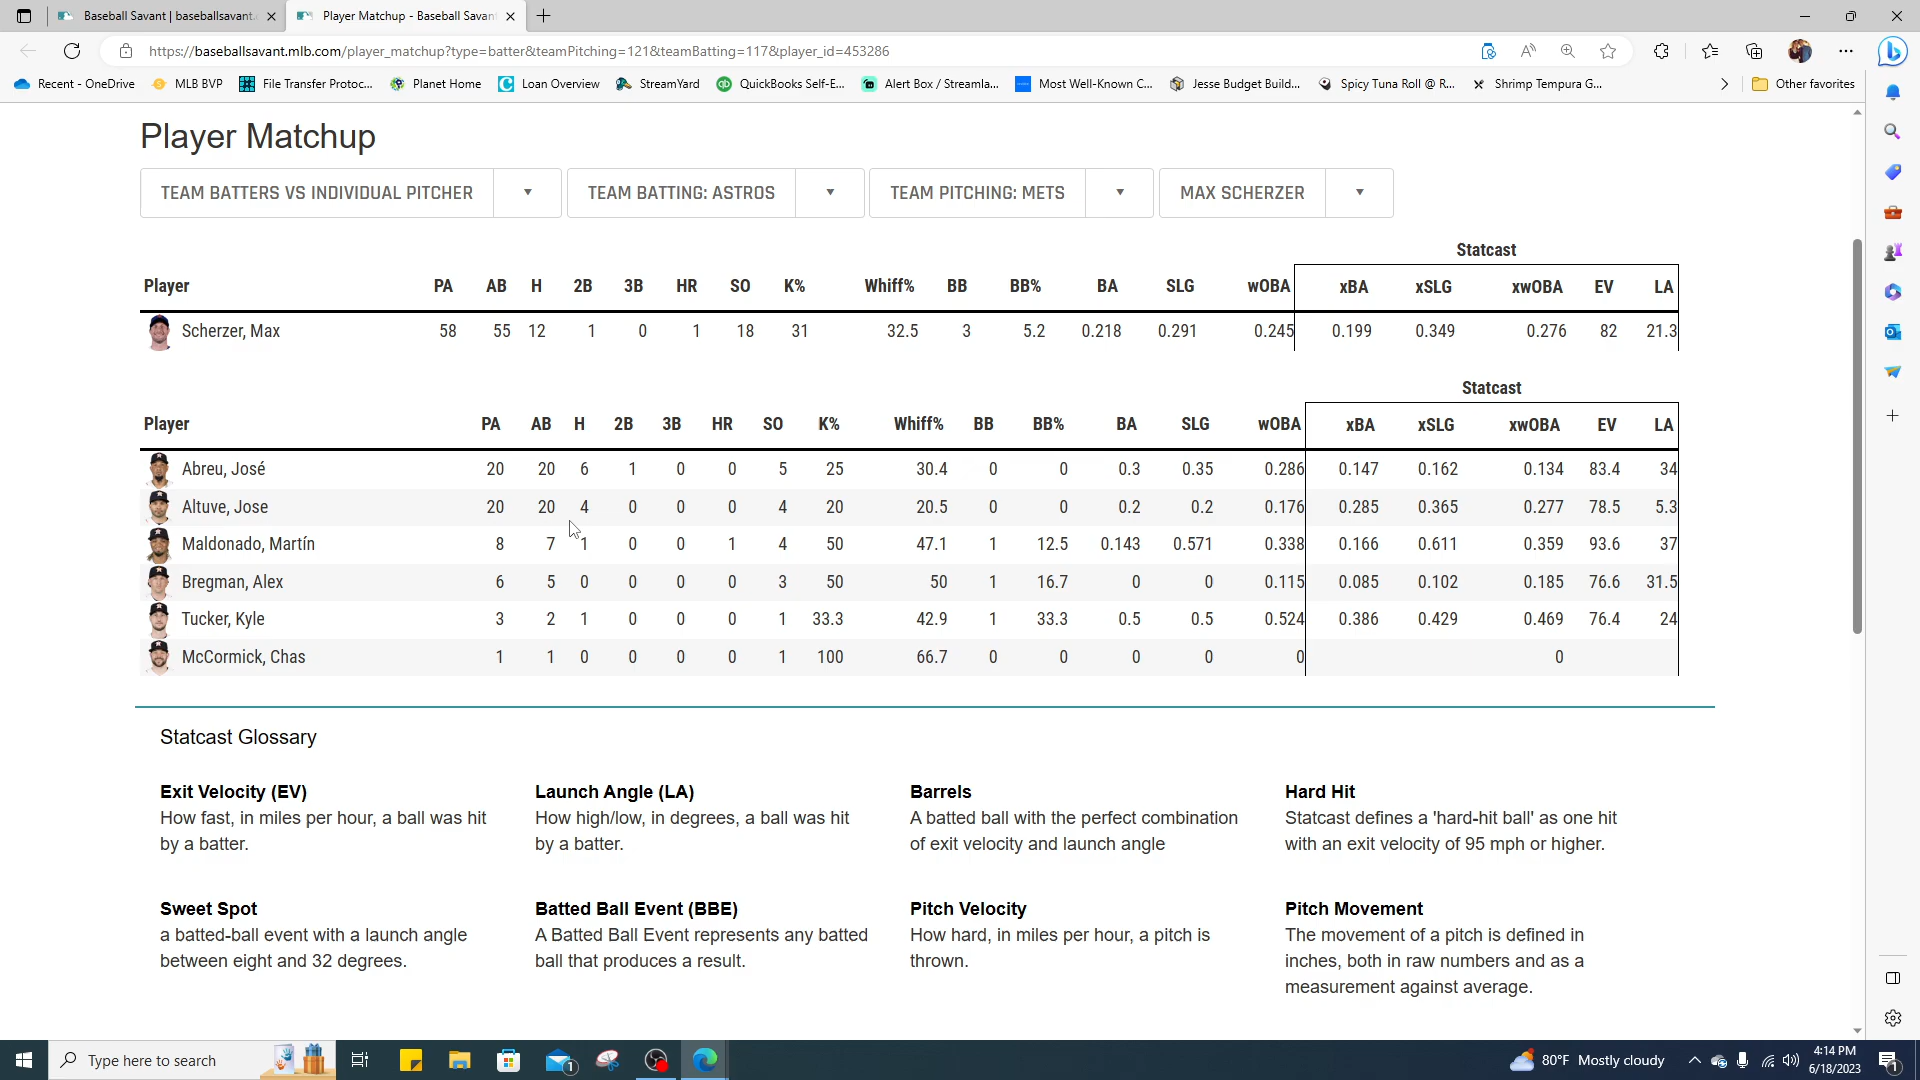 Baseball Savant | baseballsavant.
Player Matchup - Baseball Savan
https://baseballsavant.mlb.com/player_matchup?type=batter&teamPitching=121&teamBatting=117&player_id=453286
Recent - OneDrive MLB BVP File Transfer Protoc... Planet Home Loan Overview StreamYard QuickBooks Self-E... Alert Box / Streamla... Most Well-Known C... Jesse Budget Build... Spicy Tuna Roll @ R... Shrimp Tempura G... Other favorites
Player Matchup
TEAM BATTERS VS INDIVIDUAL PITCHER TEAM BATTING: ASTROS TEAM PITCHING: METS MAX SCHERZER
Statcast
Player PA AB H 2B 3B HR SO K% Whiff% BB BB% BA SLG wOBA xBA xSLG xwOBA EV LA
Scherzer, Max 58 55 12 1 0 1 18 31 32.5 3 5.2 0.218 0.291 0.245 0.199 0.349 0.276 82 21.3
Statcast
Player PA AB H 2B 3B HR SO K% Whiff% BB BB% BA SLG wOBA xBA xSLG xwOBA EV LA
Abreu, José 20 20 6 1 0 0 5 25 30.4 0 0 0.3 0.35 0.286 0.147 0.162 0.134 83.4 34
Altuve, Jose 20 20 4 0 0 0 4 20 20.5 0 0 0.2 0.2 0.176 0.285 0.365 0.277 78.5 5.3
Maldonado, Martín 8 7 1 0 0 1 4 50 47.1 1 12.5 0.143 0.571 0.338 0.166 0.611 0.359 93.6 37
Bregman, Alex 6 5 0 0 0 0 3 50 50 1 16.7 0 0 0.115 0.085 0.102 0.185 76.6 31.5
Tucker, Kyle 3 2 1 0 0 0 1 33.3 42.9 1 33.3 0.5 0.5 0.524 0.386 0.429 0.469 76.4 24
McCormick, Chas 1 1 0 0 0 0 1 100 66.7 0 0 0 0 0 0
Statcast Glossary
Exit Velocity (EV)
How fast, in miles per hour, a ball was hit
by a batter.
Launch Angle (LA)
How high/low, in degrees, a ball was hit
by a batter.
Barrels
A batted ball with the perfect combination
of exit velocity and launch angle
Hard Hit
Statcast defines a 'hard-hit ball' as one hit
with an exit velocity of 95 mph or higher.
Sweet Spot
a batted-ball event with a launch angle
between eight and 32 degrees.
Batted Ball Event (BBE)
A Batted Ball Event represents any batted
ball that produces a result.
Pitch Velocity
How hard, in miles per hour, a pitch is
thrown.
Pitch Movement
The movement of a pitch is defined in
inches, both in raw numbers and as a
measurement against average.
Type here to search
1
80°F Mostly cloudy
4:14 PM
6/18/2023
1